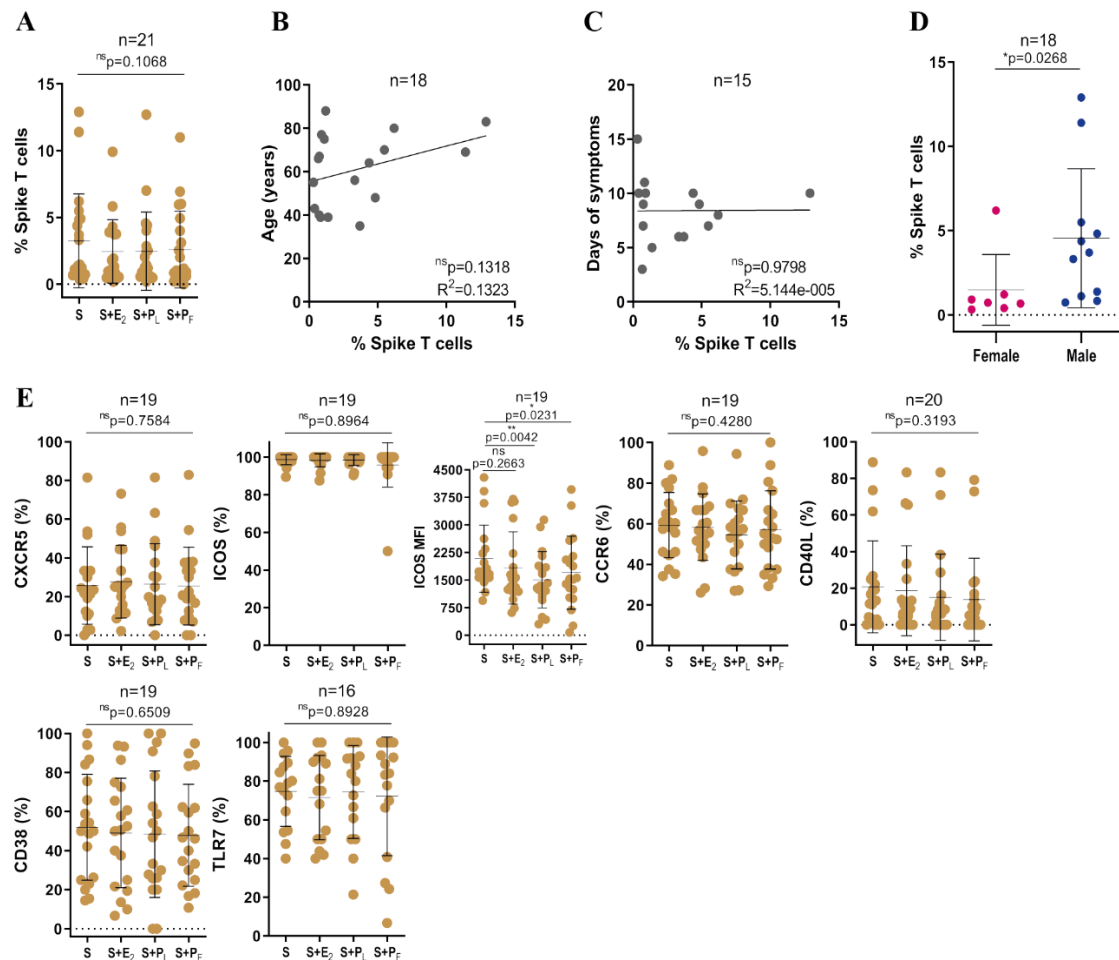 A
n=21
nsp=0.1068
% Spike T cells
15
10
5
0
S S+E2 S+PL S+PF
B
n=18
Age (years)
100
80
60
40
20
0
nsp=0.1318
R2=0.1323
0 5 10 15
% Spike T cells
C
n=15
Days of symptoms
20
15
10
5
0
nsp=0.9798
R2=5.144e-005
0 5 10 15
% Spike T cells
D
n=18
*p=0.0268
% Spike T cells
15
10
5
0
Female Male
E
n=19
nsp=0.7584
CXCR5 (%)
100
80
60
40
20
0
S S+E2 S+PL S+PF
n=19
nsp=0.8964
ICOS (%)
100
80
60
40
20
0
S S+E2 S+PL S+PF
n=19
*
p=0.0231
**
p=0.0042
ns
p=0.2663
ICOS MFI
4500
3750
3000
2250
1500
750
0
S S+E2 S+PL S+PF
n=19
nsp=0.4280
CCR6 (%)
100
80
60
40
20
0
S S+E2 S+PL S+PF
n=20
nsp=0.3193
CD40L (%)
100
80
60
40
20
0
S S+E2 S+PL S+PF
n=19
nsp=0.6509
CD38 (%)
100
80
60
40
20
0
S S+E2 S+PL S+PF
n=16
nsp=0.8928
TLR7 (%)
100
80
60
40
20
0
S S+E2 S+PL S+PF